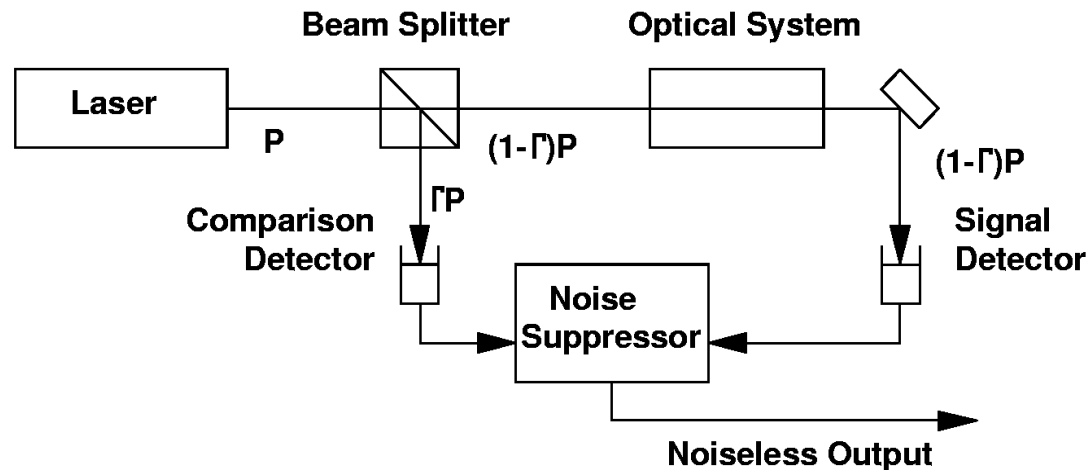 Beam Splitter
Optical System
Laser
P
(1-Γ)P
(1-Γ)P
ΓP
Comparison
Detector
Signal
Detector
Noise
Suppressor
Noiseless Output